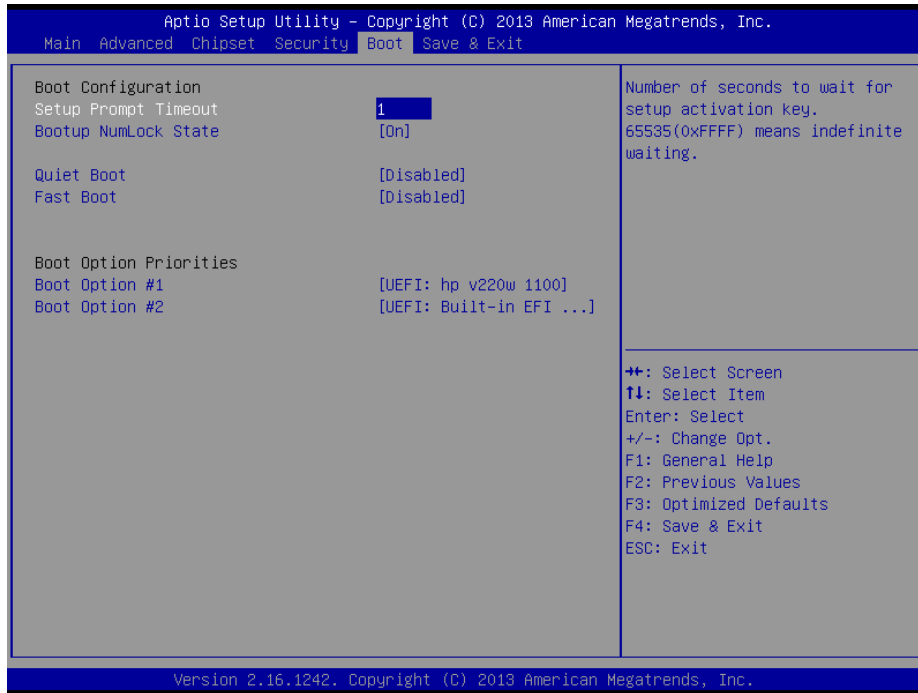 Aptio Setup Utility – Copyright (C) 2013 American Megatrends, Inc.
Main Advanced Chipset Security Boot Save & Exit
Boot Configuration
Setup Prompt Timeout 1
Bootup NumLock State [On]
Quiet Boot [Disabled]
Fast Boot [Disabled]
Boot Option Priorities
Boot Option #1 [UEFI: hp v220w 1100]
Boot Option #2 [UEFI: Built-in EFI ...]
Number of seconds to wait for
setup activation key.
65535(0xFFFF) means indefinite
waiting.
→←: Select Screen
↑↓: Select Item
Enter: Select
+/-: Change Opt.
F1: General Help
F2: Previous Values
F3: Optimized Defaults
F4: Save & Exit
ESC: Exit
Version 2.16.1242. Copyright (C) 2013 American Megatrends, Inc.